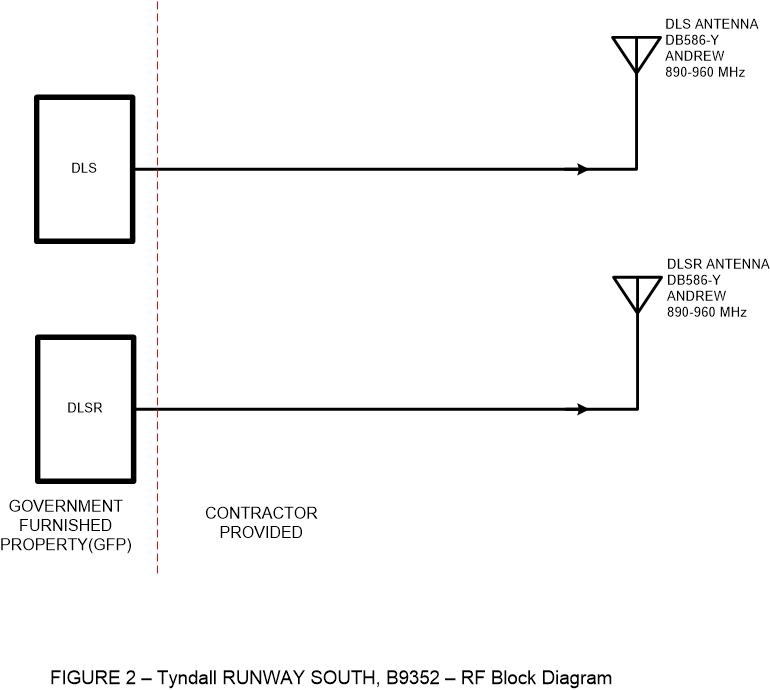 DLS ANTENNA
DB586-Y
ANDREW
890-960 MHz
DLS
DLSR ANTENNA
DB586-Y
ANDREW
890-960 MHz
DLSR
GOVERNMENT
FURNISHED
PROPERTY(GFP)
CONTRACTOR
PROVIDED
FIGURE 2 – Tyndall RUNWAY SOUTH, B9352 – RF Block Diagram